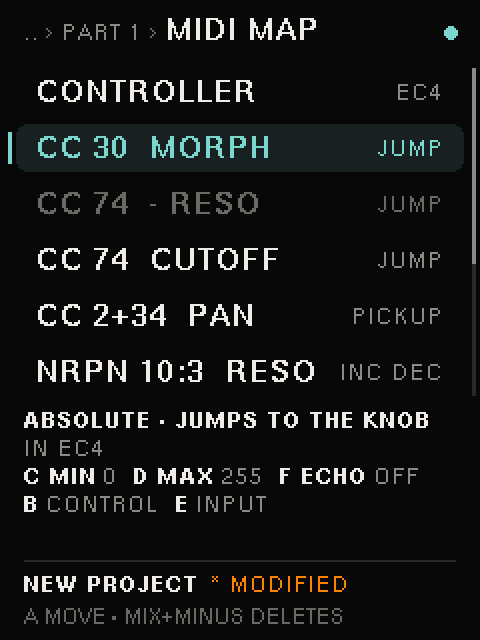 ..› PART 1 › MIDI MAP
CONTROLLER EC4
CC 30 MORPH JUMP
CC 74 - RESO JUMP
CC 74 CUTOFF JUMP
CC 2+34 PAN PICKUP
NRPN 10:3 RESO INC DEC
ABSOLUTE · JUMPS TO THE KNOB
IN EC4
C MIN 0 D MAX 255 F ECHO OFF
B CONTROL E INPUT
NEW PROJECT * MODIFIED
A MOVE · MIX+MINUS DELETES